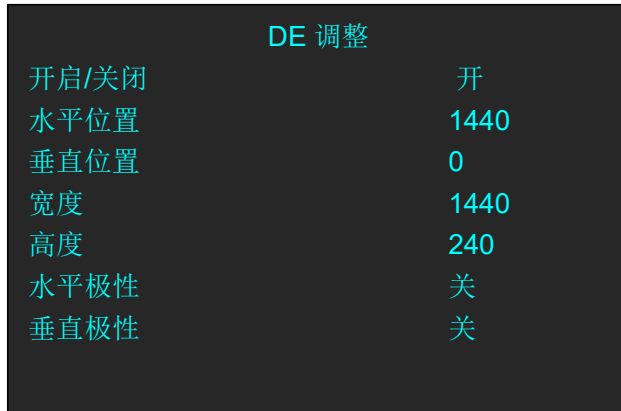 DE 调整
开启/关闭 开
水平位置 1440
垂直位置 0
宽度 1440
高度 240
水平极性 关
垂直极性 关